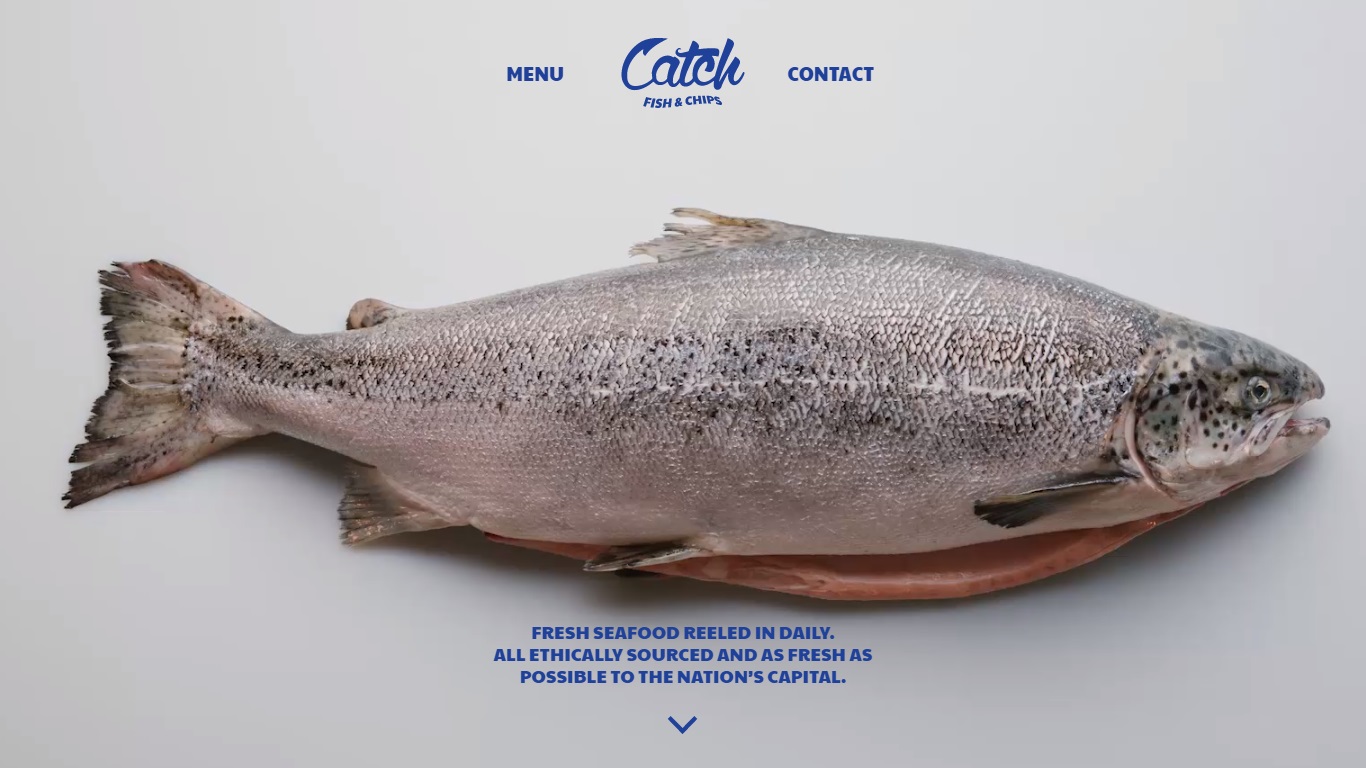 MENU
Catch
FISH & CHIPS
CONTACT
FRESH SEAFOOD REELED IN DAILY.
ALL ETHICALLY SOURCED AND AS FRESH AS
POSSIBLE TO THE NATION’S CAPITAL.